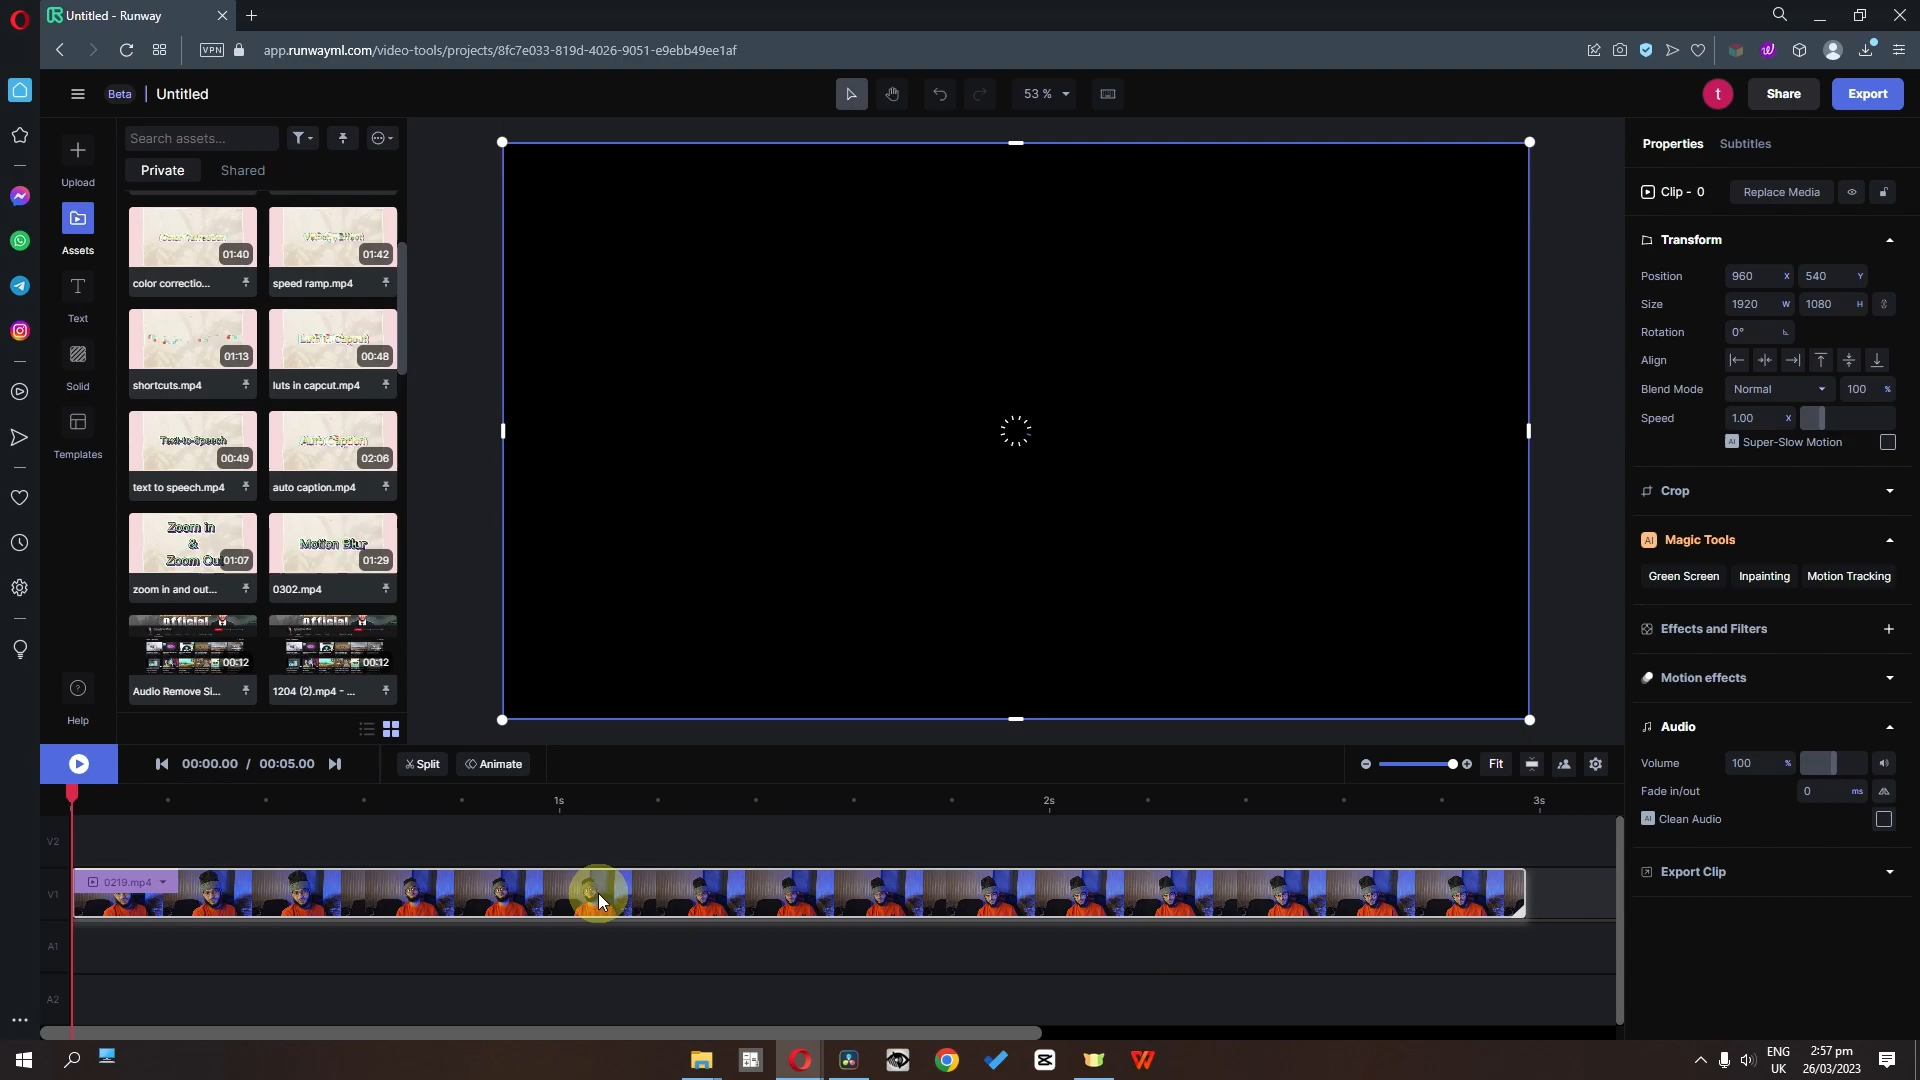 Untitled - Runway
VPN
app.runwayml.com/video-tools/projects/8fc7e033-819d-4026-9051-e9ebb49ee1af
Beta
Untitled
53 %
t
Share
Export
Upload
Assets
Text
Solid
Templates
Help
Search assets...
Private
Shared
01:40
color correctio...
01:42
speed ramp.mp4
01:13
shortcuts.mp4
00:48
luts in capcut.mp4
Text-to-Speech
00:49
text to speech.mp4
Auto Caption
02:06
auto caption.mp4
Zoom in
&
Zoom Out
01:07
zoom in and out...
Motion Blur
01:29
0302.mp4
Official
00:12
Audio Remove Si...
Official
00:12
1204 (2).mp4 - ...
Properties
Subtitles
Clip - 0
Replace Media
Transform
Position
960 X
540 Y
Size
1920 W
1080 H
Rotation
0°
Align
Blend Mode
Normal
100 %
Speed
1.00 X
AI Super-Slow Motion
Crop
AI Magic Tools
Green Screen
Inpainting
Motion Tracking
Effects and Filters
Motion effects
Audio
Volume
100 %
Fade in/out
0 ms
AI Clean Audio
Export Clip
00:00.00 / 00:05.00
Split
Animate
Fit
1s
2s
3s
V2
V1
0219.mp4
A1
A2
ENG
UK
2:57 pm
26/03/2023